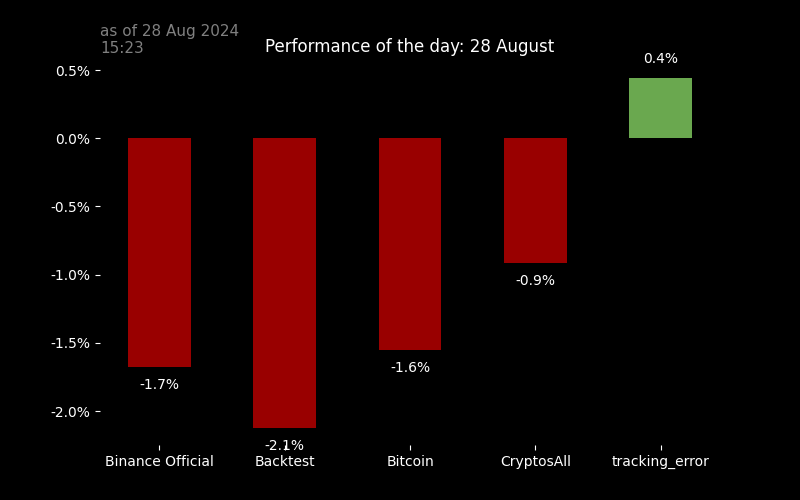 as of 28 Aug 2024
15:23
Performance of the day: 28 August
0.5%
0.4%
0.0%
-0.5%
-1.0%
-0.9%
-1.5%
-1.6%
-1.7%
-2.0%
-2.1%
Binance Official
Backtest
Bitcoin
CryptosAll
tracking_error